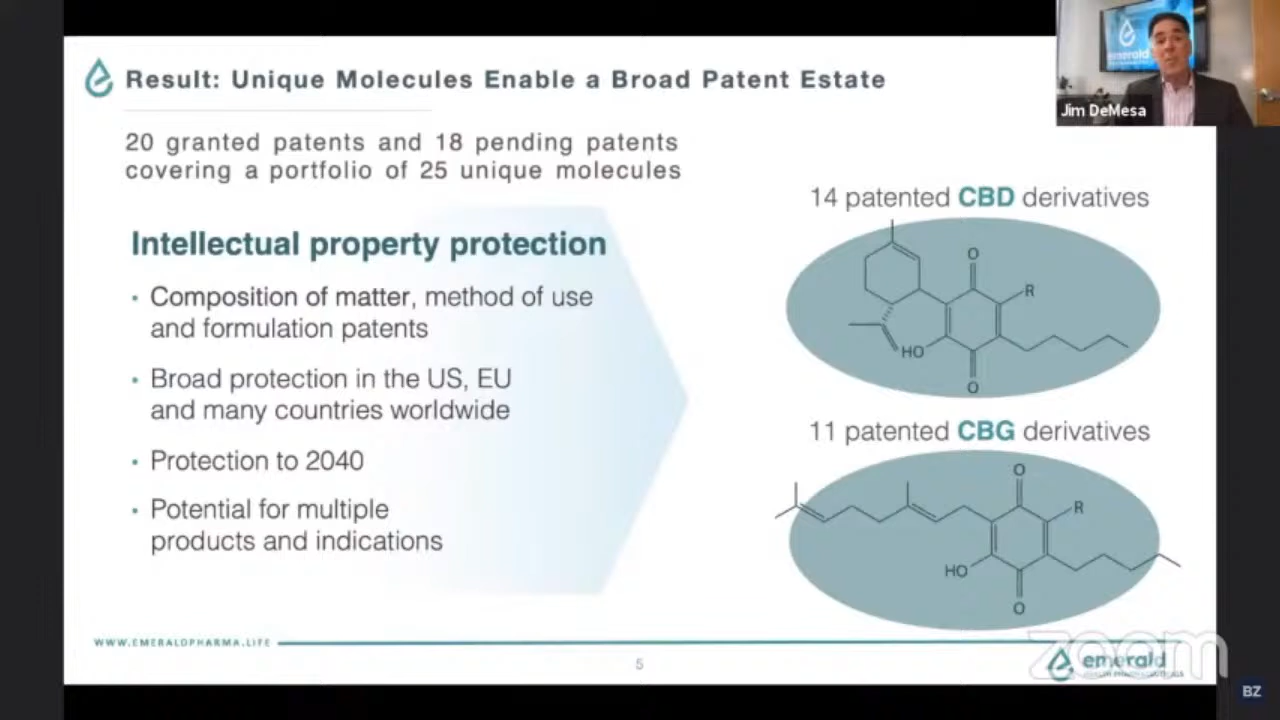 Result: Unique Molecules Enable a Broad Patent Estate
20 granted patents and 18 pending patents
covering a portfolio of 25 unique molecules
Intellectual property protection
• Composition of matter, method of use
and formulation patents
• Broad protection in the US, EU
and many countries worldwide
• Protection to 2040
• Potential for multiple
products and indications
14 patented CBD derivatives
O
R
HO
O
11 patented CBG derivatives
O
R
HO
O
WWW.EMERALDPHARMA.LIFE
5
zoom
emerald
HEALTH PHARMACEUTICALS
emerald
Jim DeMesa
BZ